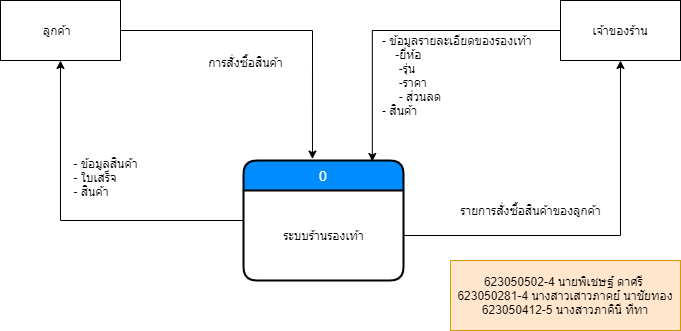 ลูกค้า
เจ้าของร้าน
การสั่งซื้อสินค้า
- ข้อมูลรายละเอียดของรองเท้า
-ยี่ห้อ
-รุ่น
-ราคา
- ส่วนลด
- สินค้า
- ข้อมูลสินค้า
- ใบเสร็จ
- สินค้า
0
ระบบร้านรองเท้า
รายการสั่งซื้อสินค้าของลูกค้า
623050502-4 นายพิเชษฐ์ ดาศรี
623050281-4 นางสาวเสาวภาคย์ นาชัยทอง
623050412-5 นางสาวภาคินี ทีทา